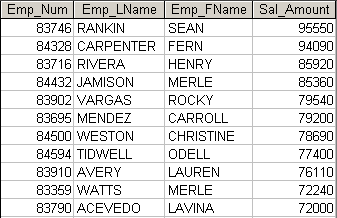 Emp_Num Emp_LName Emp_FName Sal_Amount
83746 RANKIN SEAN 95550
84328 CARPENTER FERN 94090
83716 RIVERA HENRY 85920
84432 JAMISON MERLE 85360
83902 VARGAS ROCKY 79540
83695 MENDEZ CARROLL 79200
84500 WESTON CHRISTINE 78690
84594 TIDWELL ODELL 77400
83910 AVERY LAUREN 76110
83359 WATTS MERLE 72240
83790 ACEVEDO LAVINA 72000